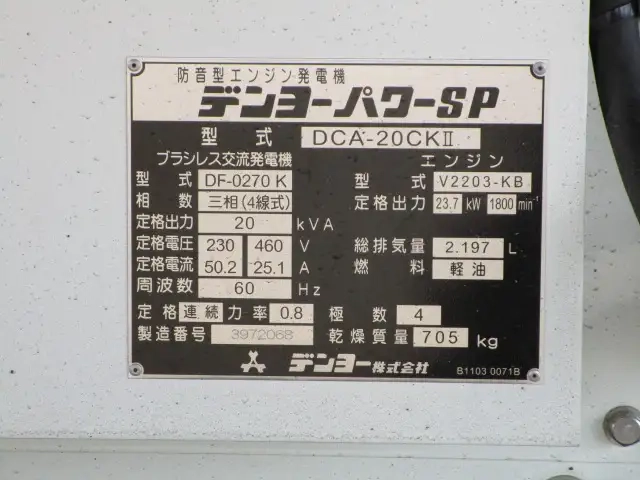 防音型エンジン発電機
デンヨーパワーSP
型式 DCA-20CKⅡ
ブラシレス交流発電機 エンジン
型式 DF-0270 K 型式 V2203-KB
相数 三相(4線式) 定格出力 23.7 kW 1800 min⁻¹
定格出力 20 kVA
定格電圧 230 460 V 総排気量 2.197 L
定格電流 50.2 25.1 A 燃料 軽油
周波数 60 Hz
定格 連続 力率 0.8 極数 4
製造番号 3972068 乾燥質量 705 kg
デンヨー株式会社 B1103 0071B